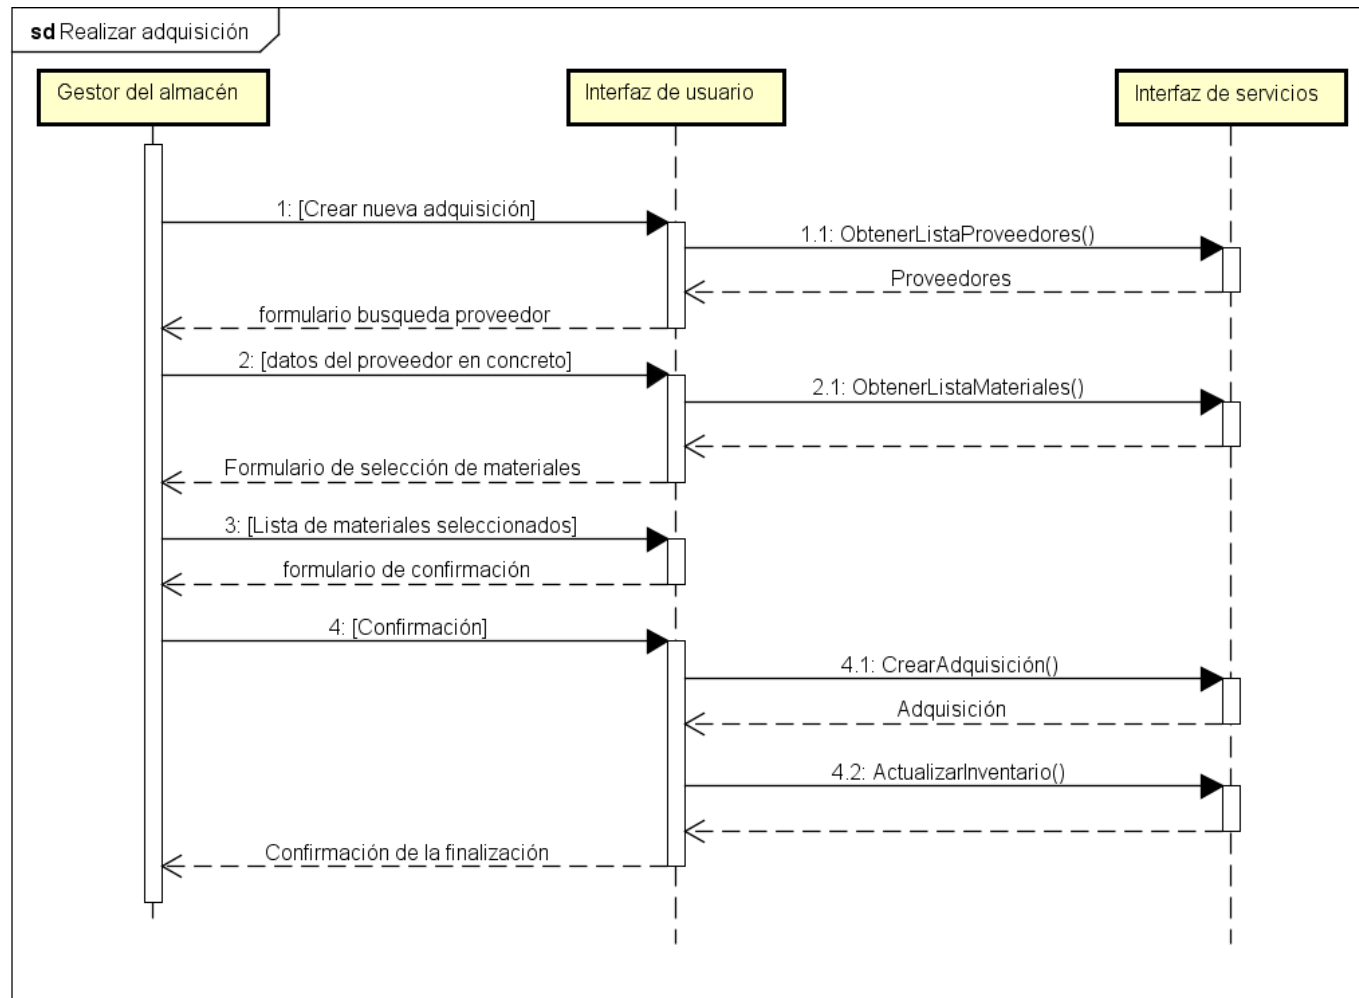 sd Realizar adquisición
Gestor del almacén
Interfaz de usuario
Interfaz de servicios
1: [Crear nueva adquisición]
1.1: ObtenerListaProveedores()
Proveedores
formulario busqueda proveedor
2: [datos del proveedor en concreto]
2.1: ObtenerListaMateriales()
Formulario de selección de materiales
3: [Lista de materiales seleccionados]
formulario de confirmación
4: [Confirmación]
4.1: CrearAdquisición()
Adquisición
4.2: ActualizarInventario()
Confirmación de la finalización